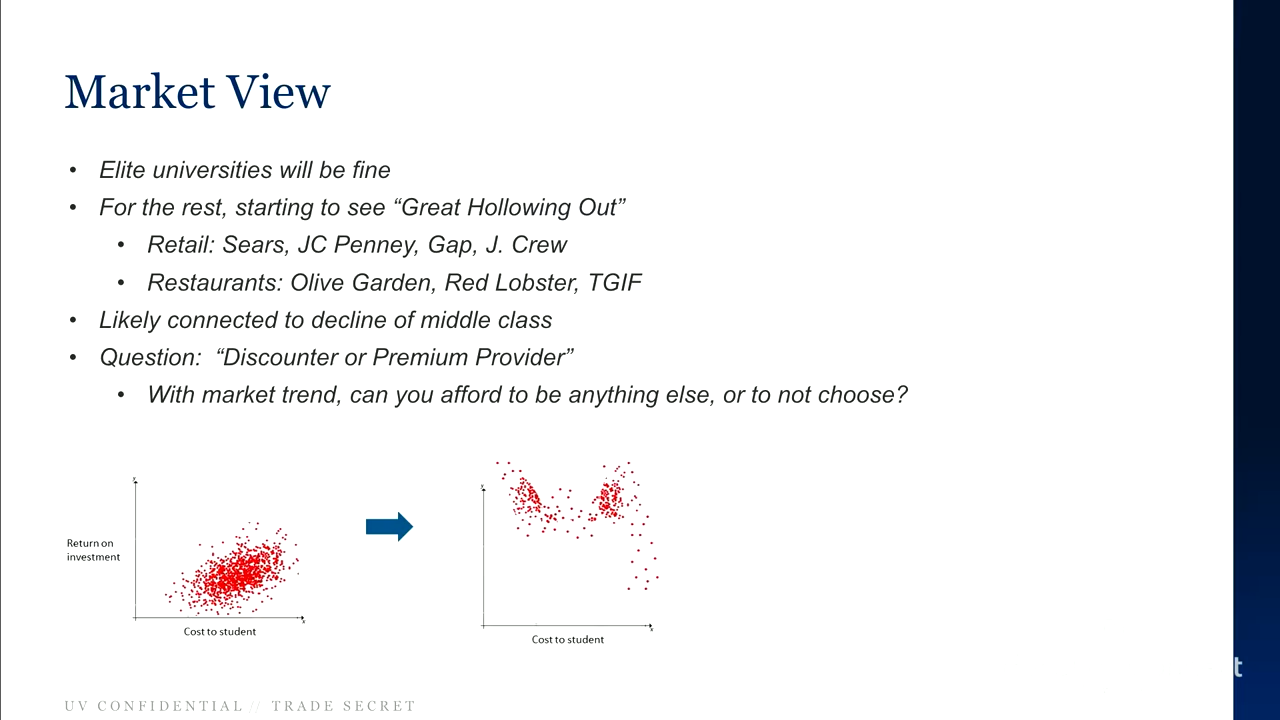 Market View
• Elite universities will be fine
• For the rest, starting to see “Great Hollowing Out”
• Retail: Sears, JC Penney, Gap, J. Crew
• Restaurants: Olive Garden, Red Lobster, TGIF
• Likely connected to decline of middle class
• Question:  “Discounter or Premium Provider”
• With market trend, can you afford to be anything else, or to not choose?
y
Return on
investment
x
Cost to student
y
x
Cost to student
t
UV CONFIDENTIAL // TRADE SECRET